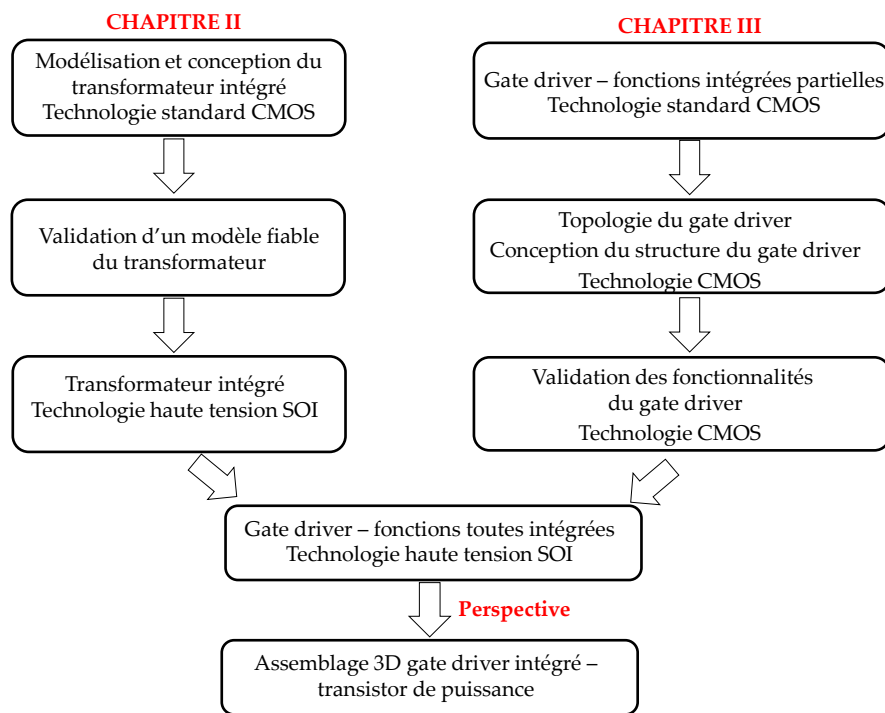 CHAPITRE II
Modélisation et conception du
transformateur intégré
Technologie standard CMOS
Validation d'un modèle fiable
du transformateur
Transformateur intégré
Technologie haute tension SOI
CHAPITRE III
Gate driver – fonctions intégrées partielles
Technologie standard CMOS
Topologie du gate driver
Conception du structure du gate driver
Technologie CMOS
Validation des fonctionnalités
du gate driver
Technologie CMOS
Gate driver – fonctions toutes intégrées
Technologie haute tension SOI
Perspective
Assemblage 3D gate driver intégré –
transistor de puissance